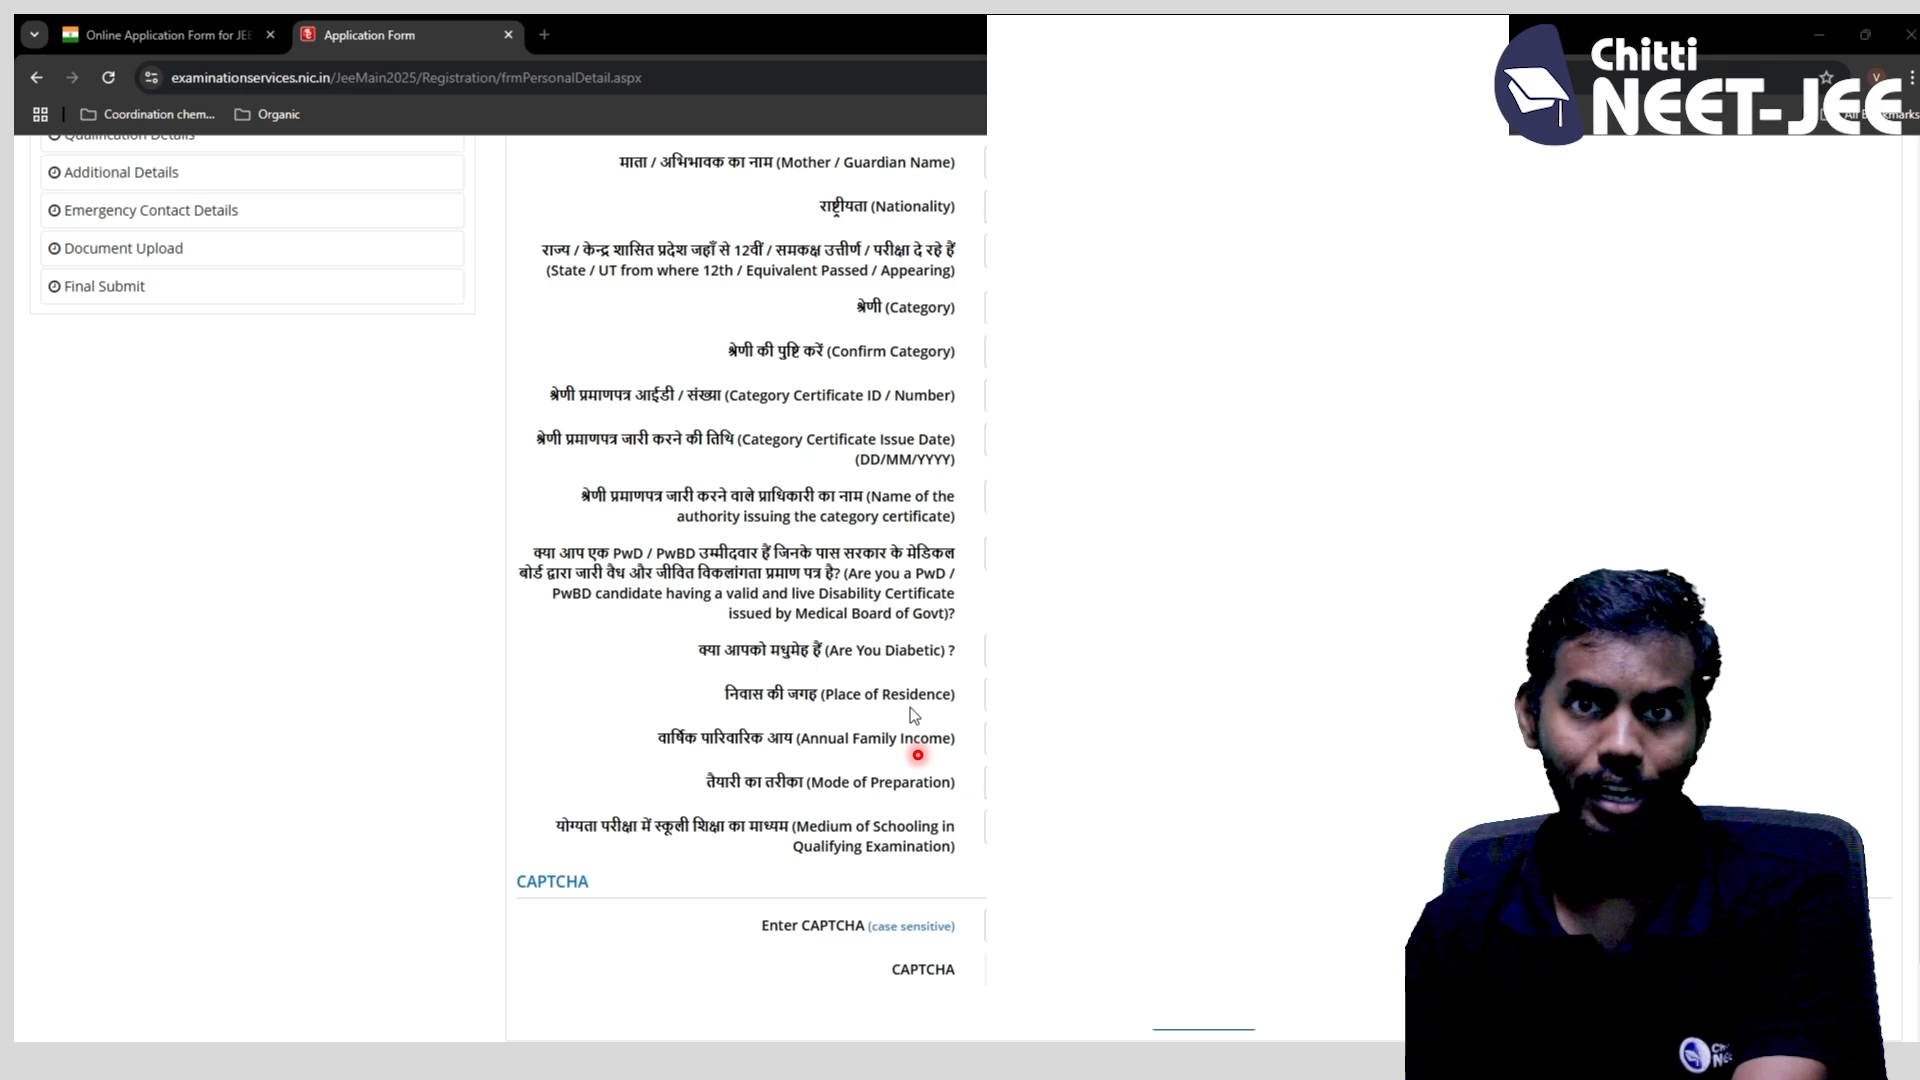 Online Application Form for JEE
Application Form
examinationservices.nic.in/JeeMain2025/Registration/frmPersonalDetail.aspx
V
Coordination chem...
Organic
Chitti
NEET-JEE
Qualification Details
Additional Details
Emergency Contact Details
Document Upload
Final Submit
माता / अभिभावक का नाम (Mother / Guardian Name)
राष्ट्रीयता (Nationality)
राज्य / केन्द्र शासित प्रदेश जहाँ से 12वीं / समकक्ष उत्तीर्ण / परीक्षा दे रहे हैं
(State / UT from where 12th / Equivalent Passed / Appearing)
श्रेणी (Category)
श्रेणी की पुष्टि करें (Confirm Category)
श्रेणी प्रमाणपत्र आईडी / संख्या (Category Certificate ID / Number)
श्रेणी प्रमाणपत्र जारी करने की तिथि (Category Certificate Issue Date)
(DD/MM/YYYY)
श्रेणी प्रमाणपत्र जारी करने वाले प्राधिकारी का नाम (Name of the
authority issuing the category certificate)
क्या आप एक PwD / PwBD उम्मीदवार हैं जिनके पास सरकार के मेडिकल
बोर्ड द्वारा जारी वैध और जीवित विकलांगता प्रमाण पत्र है? (Are you a PwD /
PwBD candidate having a valid and live Disability Certificate
issued by Medical Board of Govt)?
क्या आपको मधुमेह हैं (Are You Diabetic) ?
निवास की जगह (Place of Residence)
वार्षिक पारिवारिक आय (Annual Family Income)
तैयारी का तरीका (Mode of Preparation)
योग्यता परीक्षा में स्कूली शिक्षा का माध्यम (Medium of Schooling in
Qualifying Examination)
CAPTCHA
Enter CAPTCHA (case sensitive)
CAPTCHA